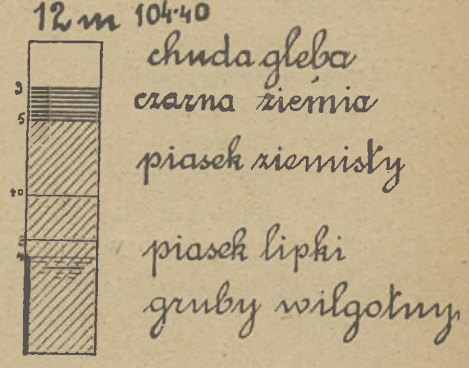 12 m 104·40
chuda gleba
3
czarna ziemia
5
piasek ziemisty
10
piasek lipki
gruby wilgotny.